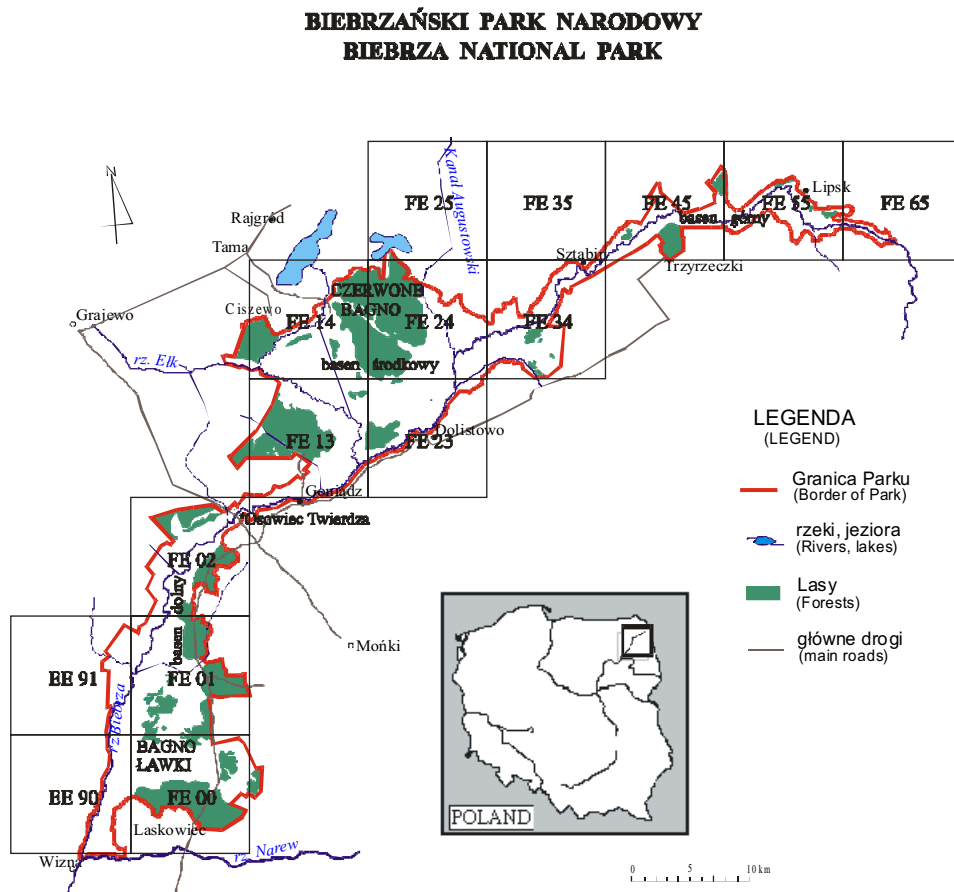 BIEBRZAŃSKI PARK NARODOWY
BIEBRZA NATIONAL PARK
N
Kanał Augustowski
FE 25
FE 35
FE 45
FE 55
FE 65
Lipsk
basen górny
Rajgród
Tama
Sztabin
Trzyrzeczki
CZERWONE
BAGNO
Ciszewo
Grajewo
FE 14
FE 24
FE 34
rz. Ełk
basen środkowy
FE 13
FE 23
Dolistowo
Goniądz
Osowiec Twierdza
FE 02
basen dolny
Mońki
BE 91
FE 01
rz Biebrza
BAGNO
ŁAWKI
BE 90
FE 00
Laskowiec
Wizna
rz. Narew
LEGENDA
(LEGEND)
Granica Parku
(Border of Park)
rzeki, jeziora
(Rivers, lakes)
Lasy
(Forests)
główne drogi
(main roads)
POLAND
0 5 10 km